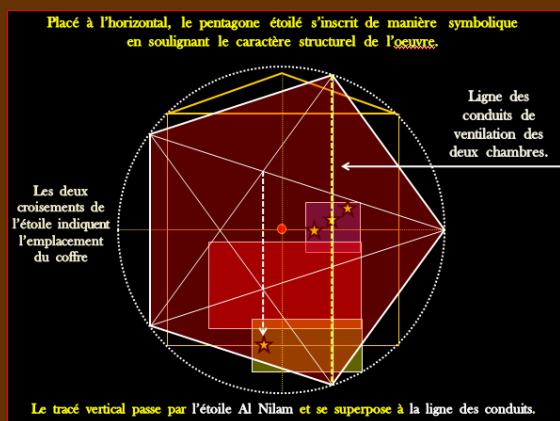 Placé à l'horizontal, le pentagone étoilé s'inscrit de manière symbolique
en soulignant le caractère structurel de l'oeuvre.
Ligne des
conduits de
ventilation des
deux chambres.
Les deux
croisements de
l'étoile indiquent
l'emplacement
du coffre
Le tracé vertical passe par l'étoile Al Nilam et se superpose à la ligne des conduits.